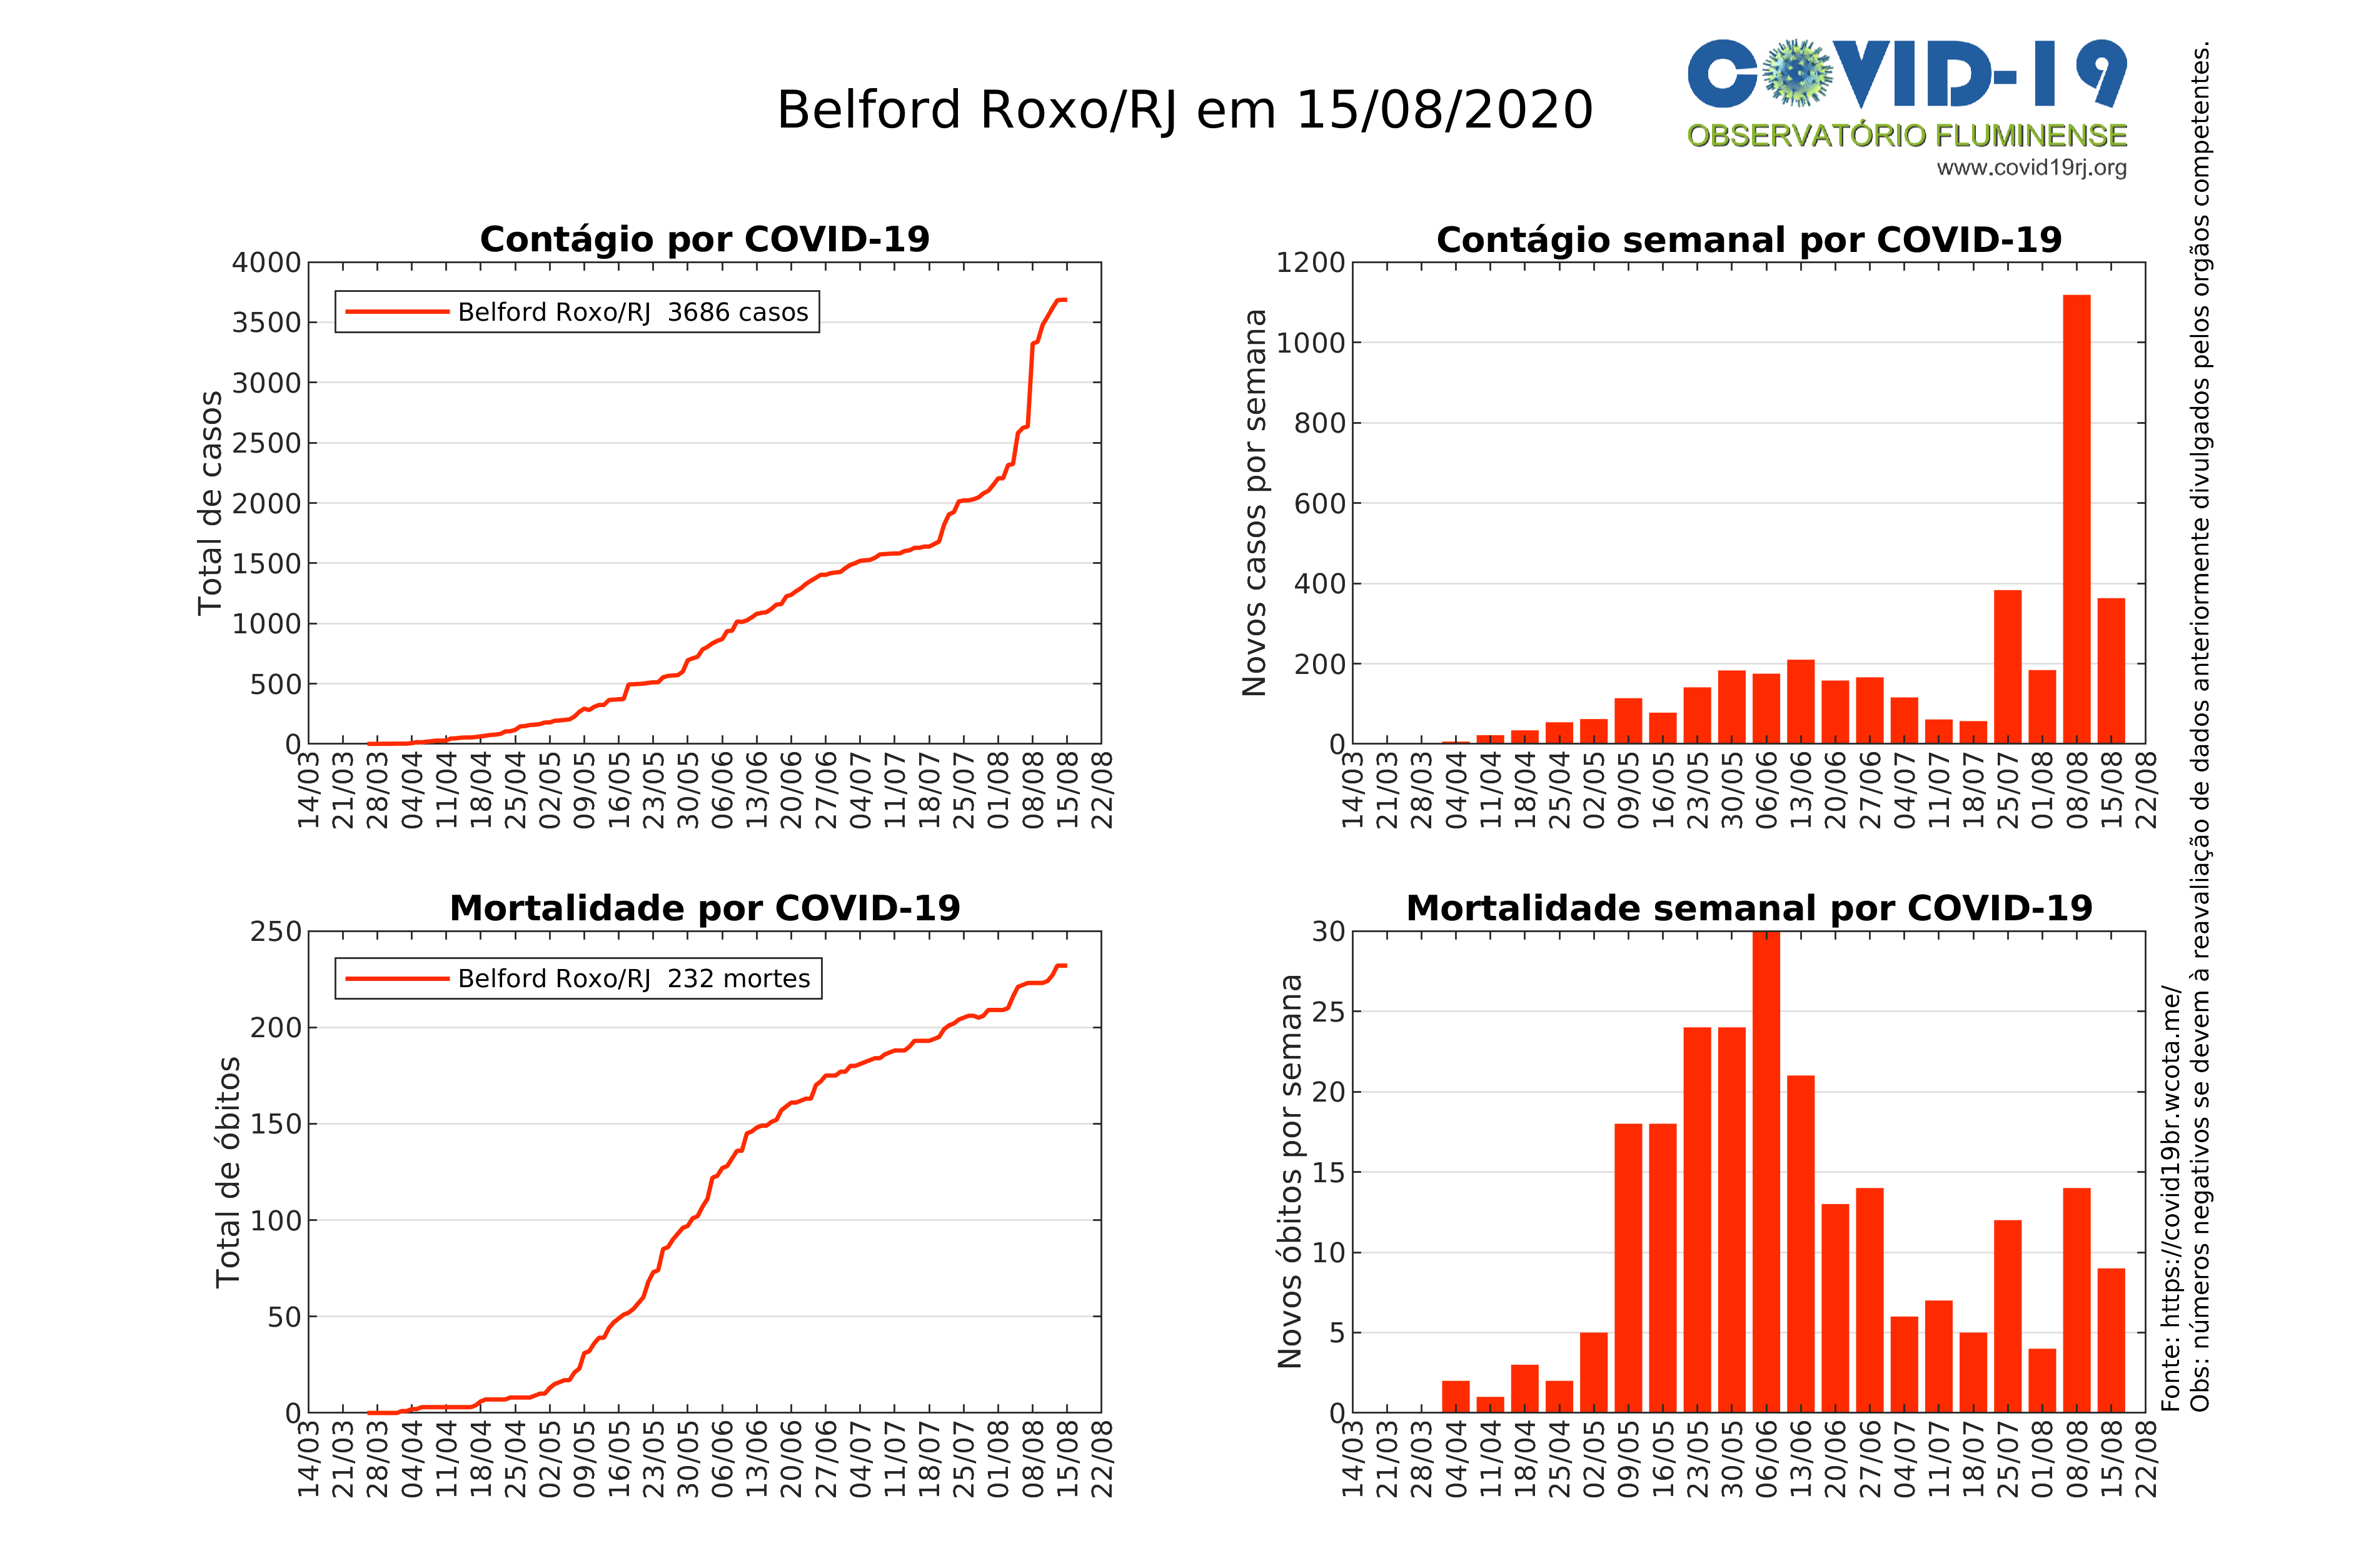 Belford Roxo/RJ em 15/08/2020
COVID-19
OBSERVATÓRIO FLUMINENSE
www.covid19rj.org
Contágio por COVID-19
Total de casos
4000
3500
3000
2500
2000
1500
1000
500
0
Belford Roxo/RJ 3686 casos
14/03 21/03 28/03 04/04 11/04 18/04 25/04 02/05 09/05 16/05 23/05 30/05 06/06 13/06 20/06 27/06 04/07 11/07 18/07 25/07 01/08 08/08 15/08 22/08
Contágio semanal por COVID-19
Novos casos por semana
1200
1000
800
600
400
200
0
14/03 21/03 28/03 04/04 11/04 18/04 25/04 02/05 09/05 16/05 23/05 30/05 06/06 13/06 20/06 27/06 04/07 11/07 18/07 25/07 01/08 08/08 15/08 22/08
Mortalidade por COVID-19
Total de óbitos
250
200
150
100
50
0
Belford Roxo/RJ 232 mortes
14/03 21/03 28/03 04/04 11/04 18/04 25/04 02/05 09/05 16/05 23/05 30/05 06/06 13/06 20/06 27/06 04/07 11/07 18/07 25/07 01/08 08/08 15/08 22/08
Mortalidade semanal por COVID-19
Novos óbitos por semana
30
25
20
15
10
5
0
14/03 21/03 28/03 04/04 11/04 18/04 25/04 02/05 09/05 16/05 23/05 30/05 06/06 13/06 20/06 27/06 04/07 11/07 18/07 25/07 01/08 08/08 15/08 22/08
Fonte: https://covid19br.wcota.me/
Obs: números negativos se devem à reavaliação de dados anteriormente divulgados pelos orgãos competentes.